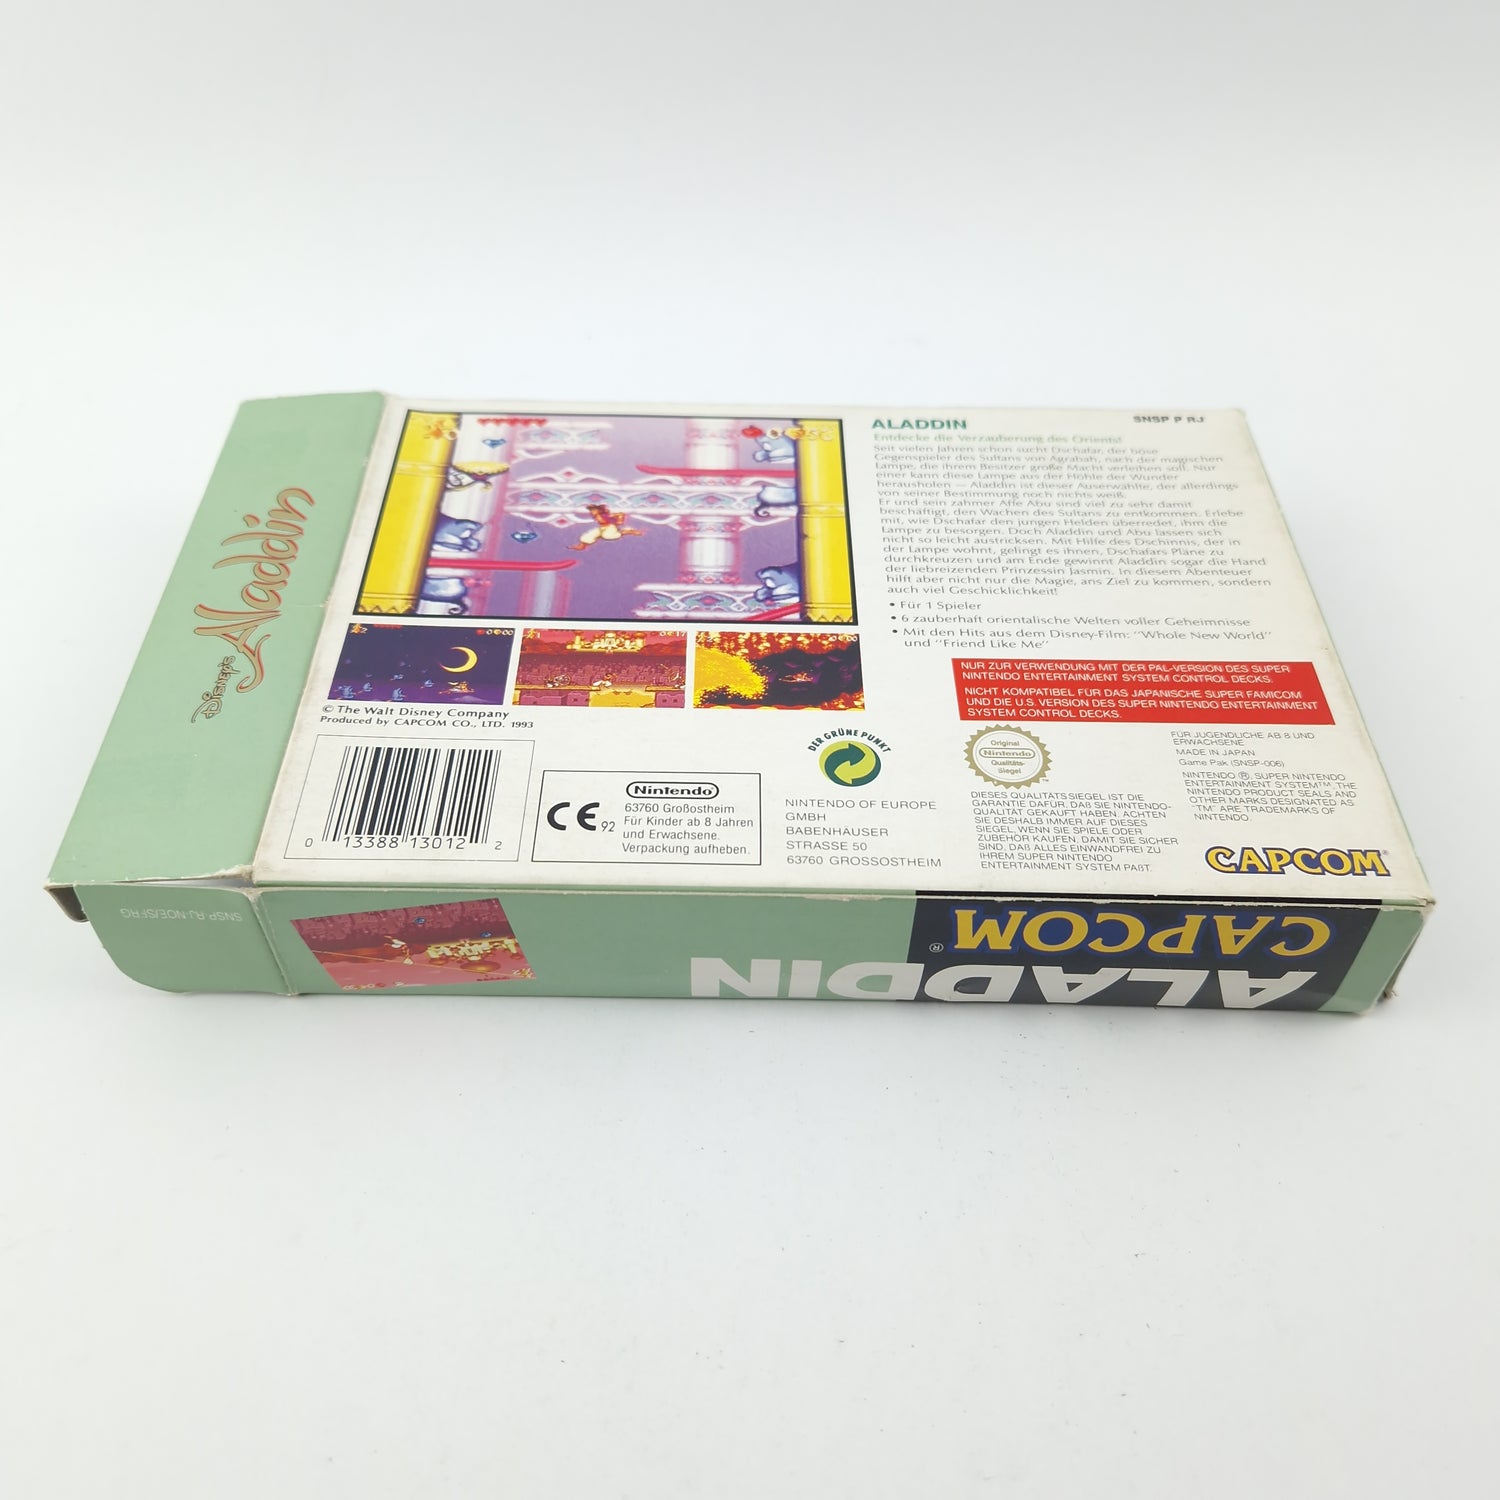 Disney's
Aladdin
ALADDIN
SNSP P RJ
Entdecke die Verzauberung des Orients!
Seit vielen Jahren schon sucht Dschafar, der böse
Gegenspieler des Sultans von Agrabah, nach der magischen
Lampe, die ihrem Besitzer große Macht verleihen soll. Nur
einer kann diese Lampe aus der Höhle der Wunder
herausholen — Aladdin ist dieser Auserwählte, der allerdings
von seiner Bestimmung noch nichts weiß.
Er und sein zahmer Affe Abu sind viel zu sehr damit
beschäftigt, den Wachen des Sultans zu entkommen. Erlebe
mit, wie Dschafar den jungen Helden überredet, ihm die
Lampe zu besorgen. Doch Aladdin und Abu lassen sich
nicht so leicht austricksen. Mit Hilfe des Dschinnis, der in
der Lampe wohnt, gelingt es ihnen, Dschafars Pläne zu
durchkreuzen und am Ende gewinnt Aladdin sogar die Hand
der liebreizenden Prinzessin Jasmin. In diesem Abenteuer
hilft aber nicht nur die Magie, ans Ziel zu kommen, sondern
auch viel Geschicklichkeit!
• Für 1 Spieler
• 6 zauberhaft orientalische Welten voller Geheimnisse
• Mit den Hits aus dem Disney-Film: "Whole New World"
und "Friend Like Me"
NUR ZUR VERWENDUNG MIT DER PAL-VERSION DES SUPER
NINTENDO ENTERTAINMENT SYSTEM CONTROL DECKS.
NICHT KOMPATIBEL FÜR DAS JAPANISCHE SUPER FAMICOM
UND DIE U.S. VERSION DES SUPER NINTENDO ENTERTAINMENT
SYSTEM CONTROL DECKS.
© The Walt Disney Company
Produced by CAPCOM CO., LTD. 1993
0 13388 13012 2
CE 92
Nintendo
63760 Großostheim
Für Kinder ab 8 Jahren
und Erwachsene.
Verpackung aufheben.
DER GRÜNE PUNKT
NINTENDO OF EUROPE
GMBH
BABENHÄUSER
STRASSE 50
63760 GROSSOSTHEIM
Original
Nintendo
Qualitäts-
Siegel
TM
DIESES QUALITÄTSSIEGEL IST DIE
GARANTIE DAFÜR, DAß SIE NINTENDO-
QUALITÄT GEKAUFT HABEN. ACHTEN
SIE DESHALB IMMER AUF DIESES
SIEGEL, WENN SIE SPIELE ODER
ZUBEHÖR KAUFEN, DAMIT SIE SICHER
SIND, DAß ALLES EINWANDFREI ZU
IHREM SUPER NINTENDO
ENTERTAINMENT SYSTEM PAßT.
FÜR JUGENDLICHE AB 8 UND
ERWACHSENE
MADE IN JAPAN
Game Pak (SNSP-006)
NINTENDO ®, SUPER NINTENDO
ENTERTAINMENT SYSTEM™, THE
NINTENDO PRODUCT SEALS AND
OTHER MARKS DESIGNATED AS
"TM" ARE TRADEMARKS OF
NINTENDO.
CAPCOM®
SNSP-RJ-NOE/SFRG
ALADDIN
CAPCOM®